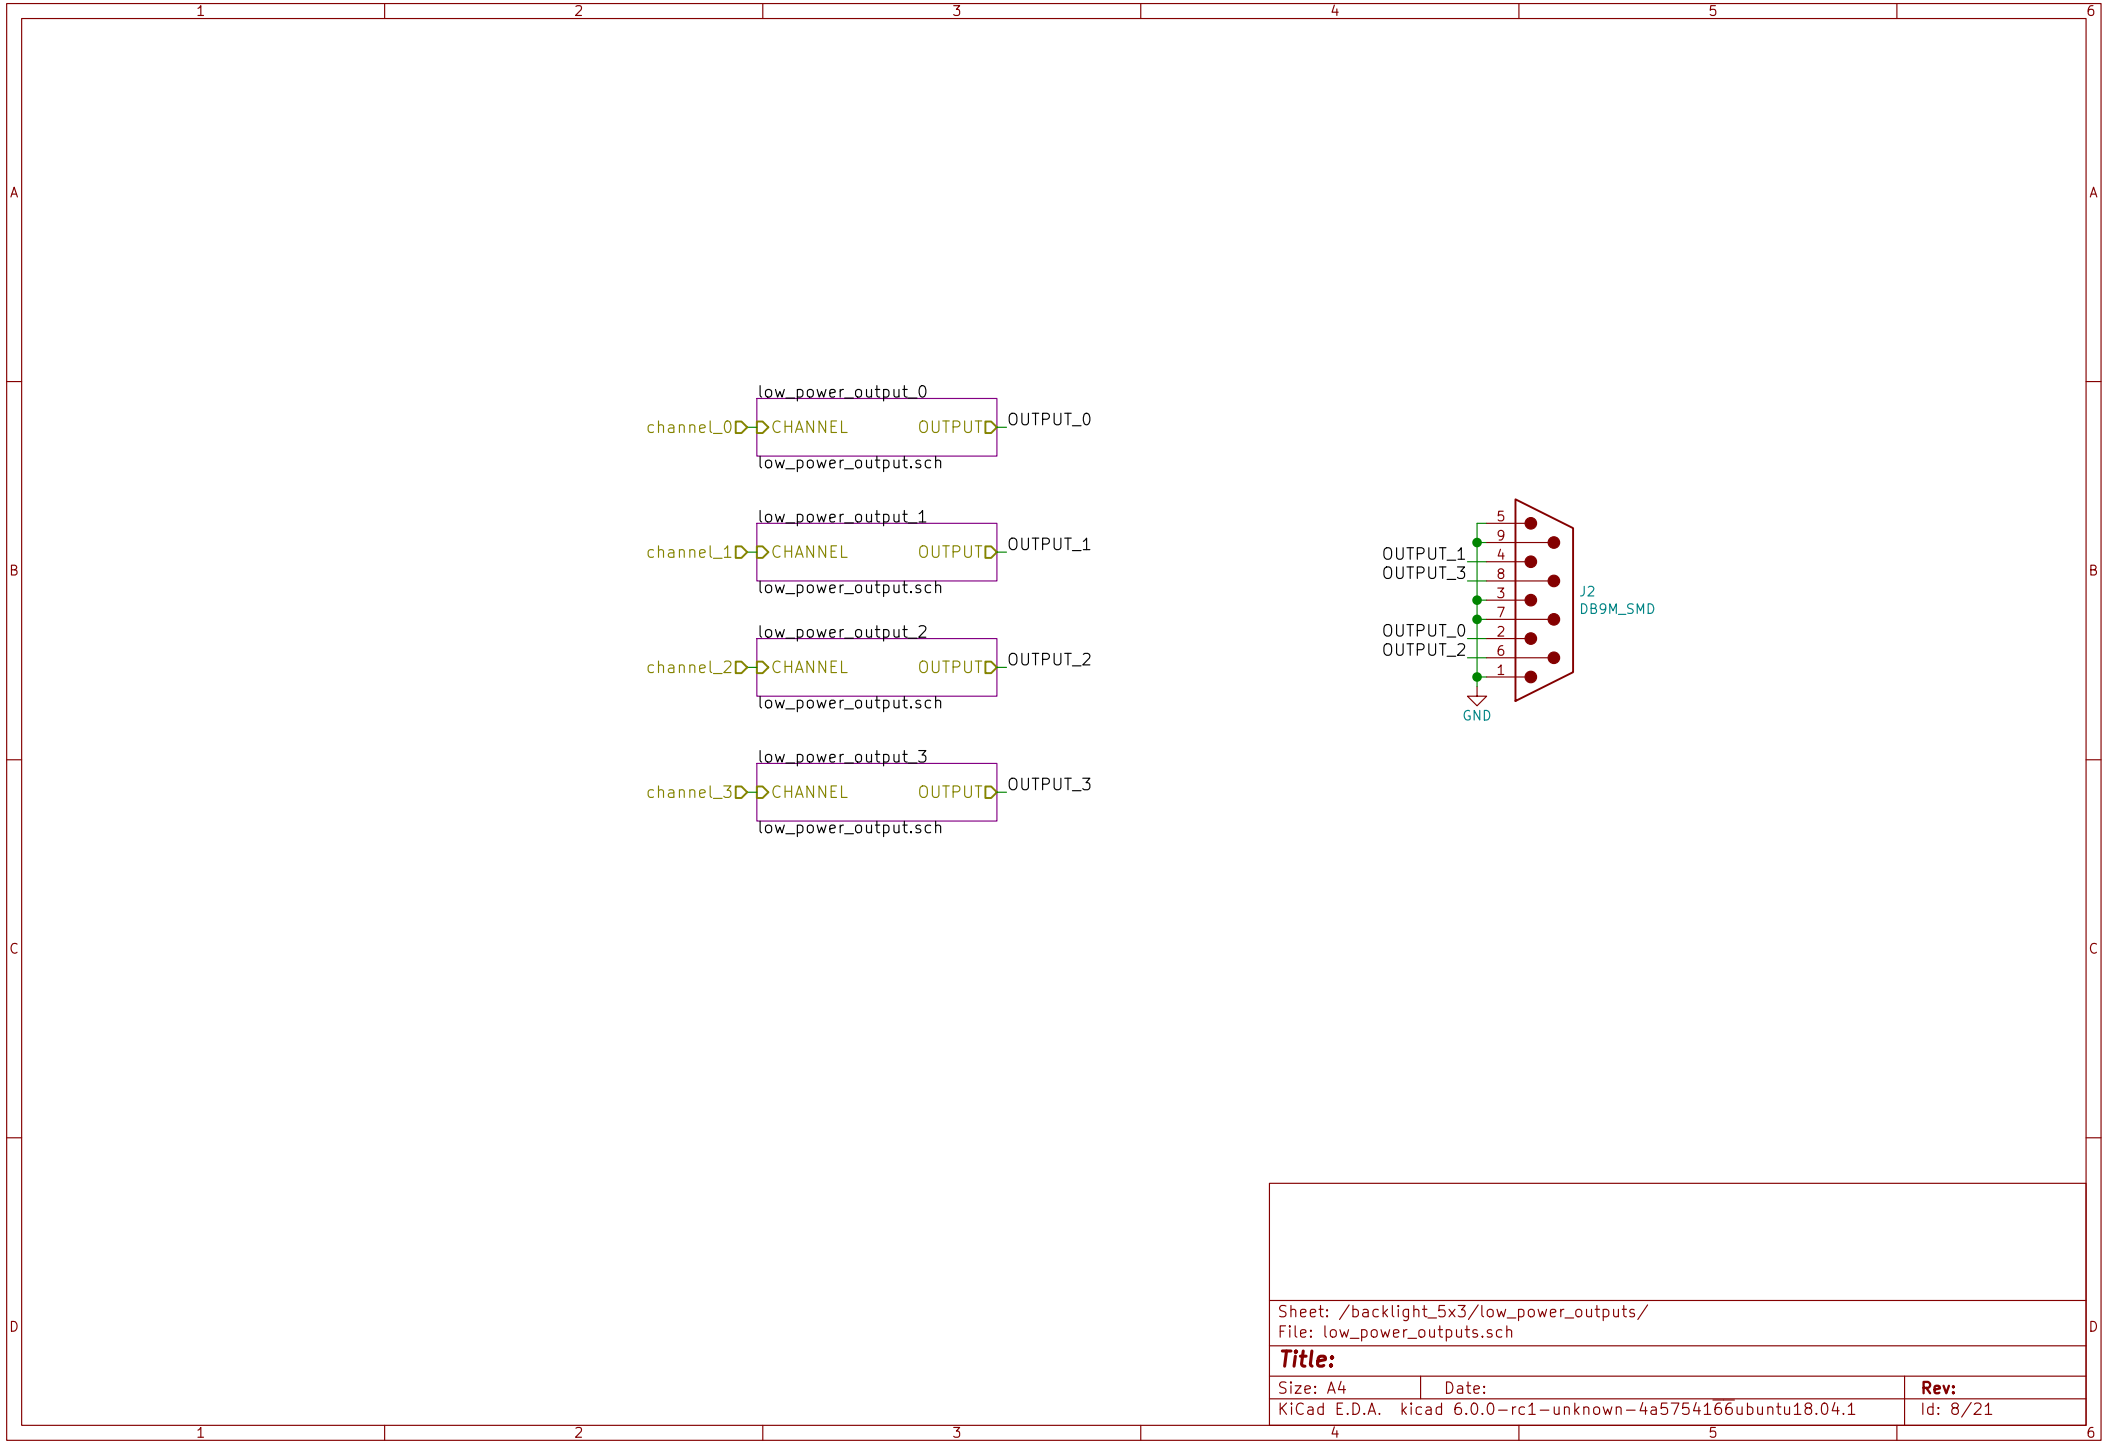 1 2 3 4 5 6
A A
low_power_output_0
channel_0 CHANNEL OUTPUT OUTPUT_0
low_power_output.sch
low_power_output_1
channel_1 CHANNEL OUTPUT OUTPUT_1
low_power_output.sch
low_power_output_2
channel_2 CHANNEL OUTPUT OUTPUT_2
low_power_output.sch
low_power_output_3
channel_3 CHANNEL OUTPUT OUTPUT_3
low_power_output.sch
5
9
OUTPUT_1 4
OUTPUT_3 8
3
7
OUTPUT_0 2
OUTPUT_2 6
1
GND
J2
DB9M_SMD
B B
C C
D D
Sheet: /backlight_5x3/low_power_outputs/
File: low_power_outputs.sch
Title:
Size: A4 Date: Rev:
KiCad E.D.A. kicad 6.0.0-rc1-unknown-4a5754166ubuntu18.04.1 Id: 8/21
1 2 3 4 5 6